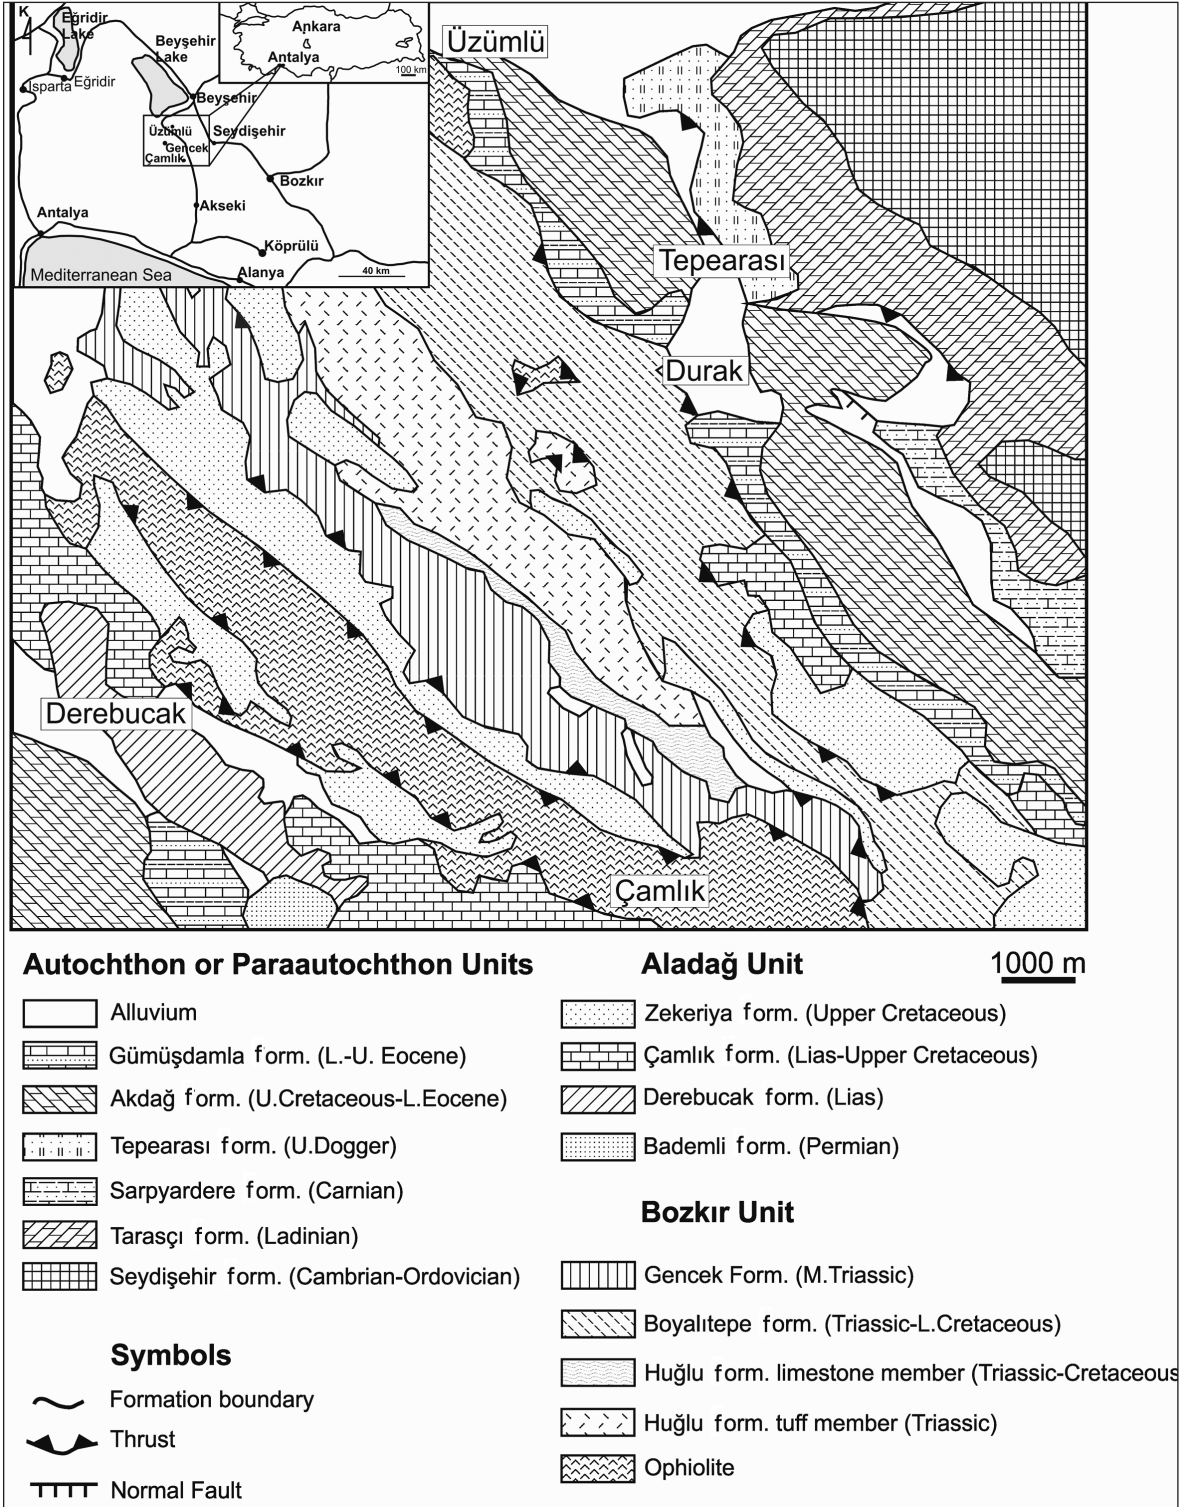 K
Eğridir
Lake
Isparta
Eğridir
Beyşehir
Lake
Beyşehir
Üzümlü
Gencek
Çamlık
Seydişehir
Bozkır
Akseki
Antalya
Köprülü
Alanya
Mediterranean Sea
40 km
Ankara
Antalya
100 km
Üzümlü
Tepearası
Durak
Derebucak
Çamlık
1000 m
Autochthon or Paraautochthon Units
Alluvium
Gümüşdamla form. (L.-U. Eocene)
Akdağ form. (U.Cretaceous-L.Eocene)
Tepearası form. (U.Dogger)
Sarpyardere form. (Carnian)
Tarasçı form. (Ladinian)
Seydişehir form. (Cambrian-Ordovician)
Symbols
Formation boundary
Thrust
Normal Fault
Aladağ Unit
Zekeriya form. (Upper Cretaceous)
Çamlık form. (Lias-Upper Cretaceous)
Derebucak form. (Lias)
Bademli form. (Permian)
Bozkır Unit
Gencek Form. (M.Triassic)
Boyalıtepe form. (Triassic-L.Cretaceous)
Huğlu form. limestone member (Triassic-Cretaceous
Huğlu form. tuff member (Triassic)
Ophiolite